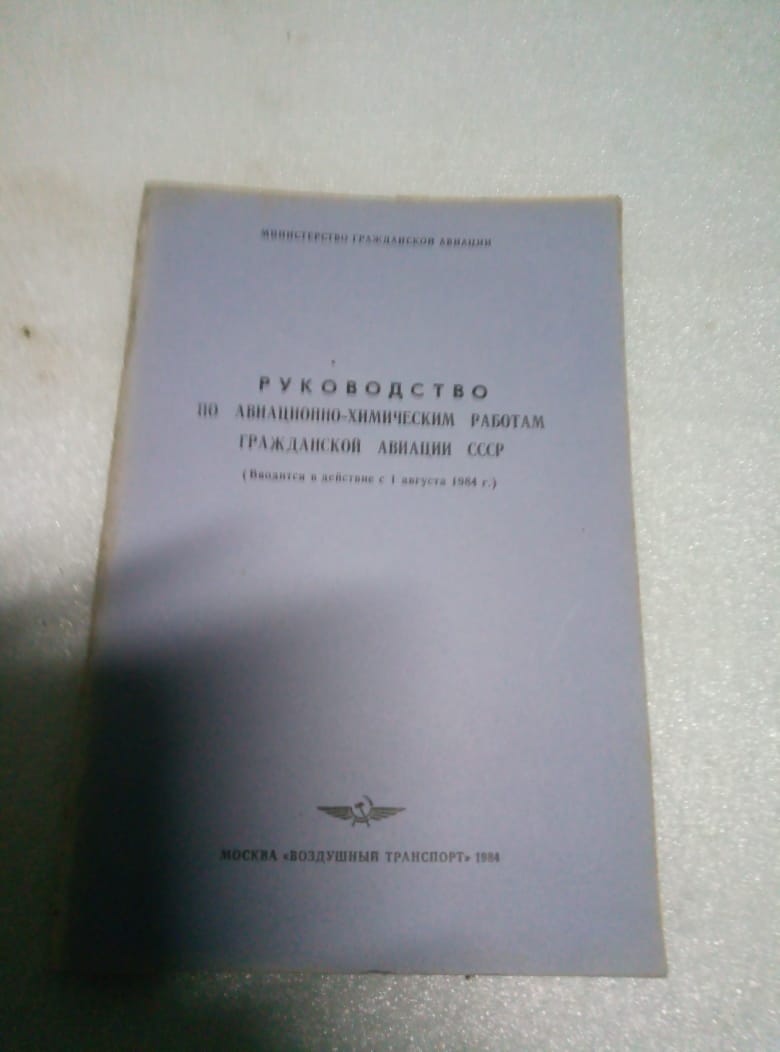 МИНИСТЕРСТВО ГРАЖДАНСКОЙ АВИАЦИИ
РУКОВОДСТВО
ПО АВИАЦИОННО-ХИМИЧЕСКИМ РАБОТАМ
ГРАЖДАНСКОЙ АВИАЦИИ СССР
(Вводится в действие с 1 августа 1984 г.)
МОСКВА «ВОЗДУШНЫЙ ТРАНСПОРТ» 1984